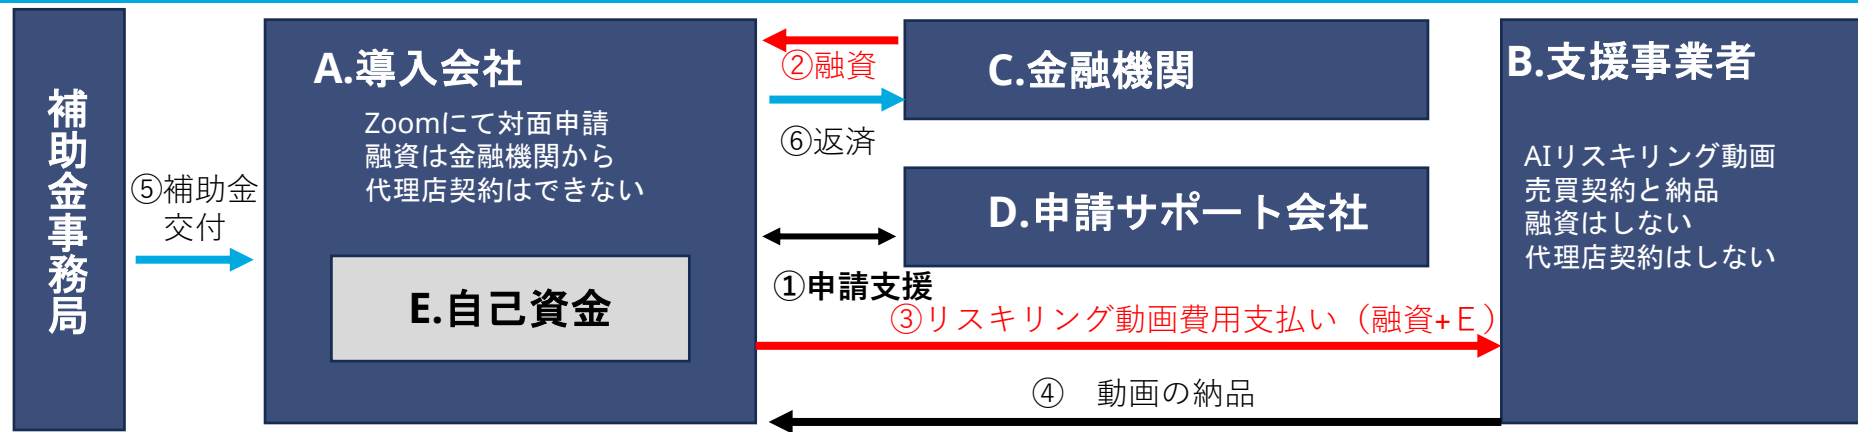 補助金事務局
⑤補助金
交付
A.導入会社
Zoomにて対面申請
融資は金融機関から
代理店契約はできない
E.自己資金
②融資
⑥返済
C.金融機関
D.申請サポート会社
①申請支援
③リスキリング動画費用支払い（融資+E）
④　動画の納品
B.支援事業者
AIリスキリング動画
売買契約と納品
融資はしない
代理店契約はしない